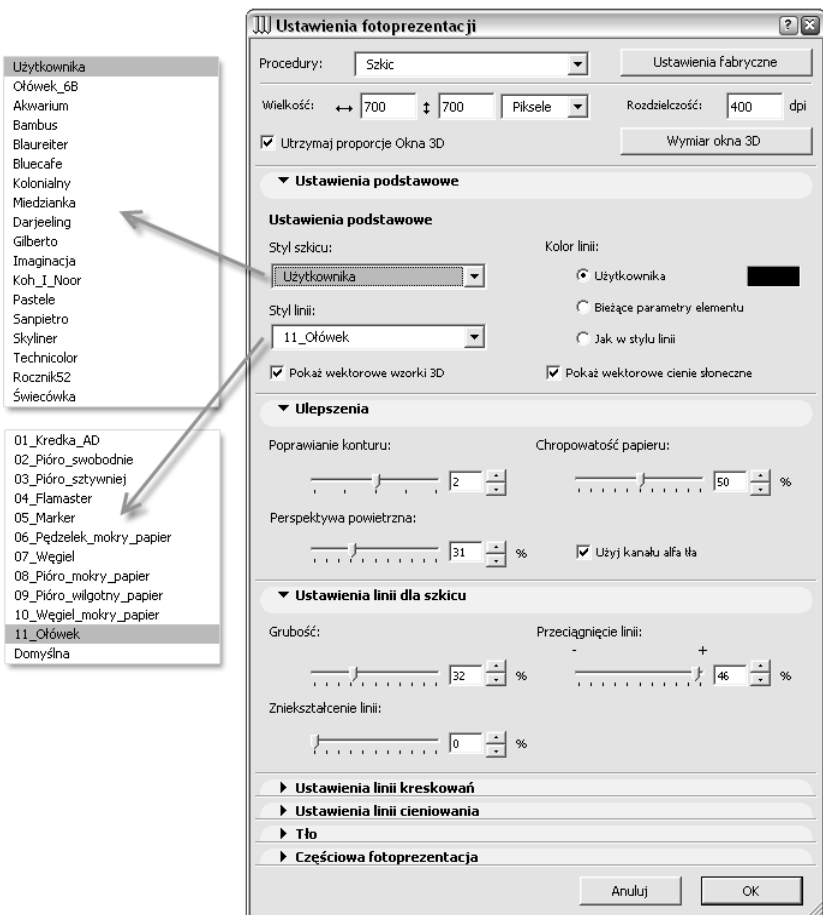 Użytkownika
Ołówek_6B
Akwarium
Bambus
Blaureiter
Bluecafe
Kolonialny
Miedzianka
Darjeeling
Gilberto
Imaginacja
Koh_I_Noor
Pastele
Sanpietro
Skyliner
Technicolor
Rocznik52
Świecówka
01_Kredka_AD
02_Pióro_swobodnie
03_Pióro_sztywniej
04_Flamaster
05_Marker
06_Pędzelek_mokry_papier
07_Węgiel
08_Pióro_mokry_papier
09_Pióro_wilgotny_papier
10_Węgiel_mokry_papier
11_Ołówek
Domyślna
Ustawienia fotoprezentacji
Procedury: Szkic Ustawienia fabryczne
Wielkość: 700 700 Piksele Rozdzielczość: 400 dpi
Utrzymaj proporcje Okna 3D Wymiar okna 3D
Ustawienia podstawowe
Ustawienia podstawowe
Styl szkicu: Kolor linii:
Użytkownika Użytkownika
Bieżące parametry elementu
Styl linii:
11_Ołówek Jak w stylu linii
Pokaż wektorowe wzorki 3D Pokaż wektorowe cienie słoneczne
Ulepszenia
Poprawianie konturu: Chropowatość papieru:
2 50 %
Perspektywa powietrzna:
31 % Użyj kanału alfa tła
Ustawienia linii dla szkicu
Grubość: Przeciągnięcie linii:
- +
32 % 46 %
Zniekształcenie linii:
0 %
Ustawienia linii kreskowań
Ustawienia linii cieniowania
Tło
Częściowa fotoprezentacja
Anuluj OK